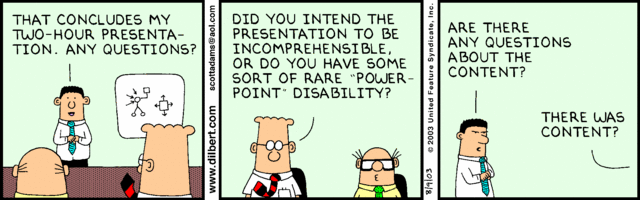 THAT CONCLUDES MY
TWO-HOUR PRESENTA-
TION. ANY QUESTIONS?
www.dilbert.com
scottadams@aol.com
DID YOU INTEND THE
PRESENTATION TO BE
INCOMPREHENSIBLE,
OR DO YOU HAVE SOME
SORT OF RARE "POWER-
POINT" DISABILITY?
8/9/03
© 2003 United Feature Syndicate, Inc.
ARE THERE
ANY QUESTIONS
ABOUT THE
CONTENT?
THERE WAS
CONTENT?